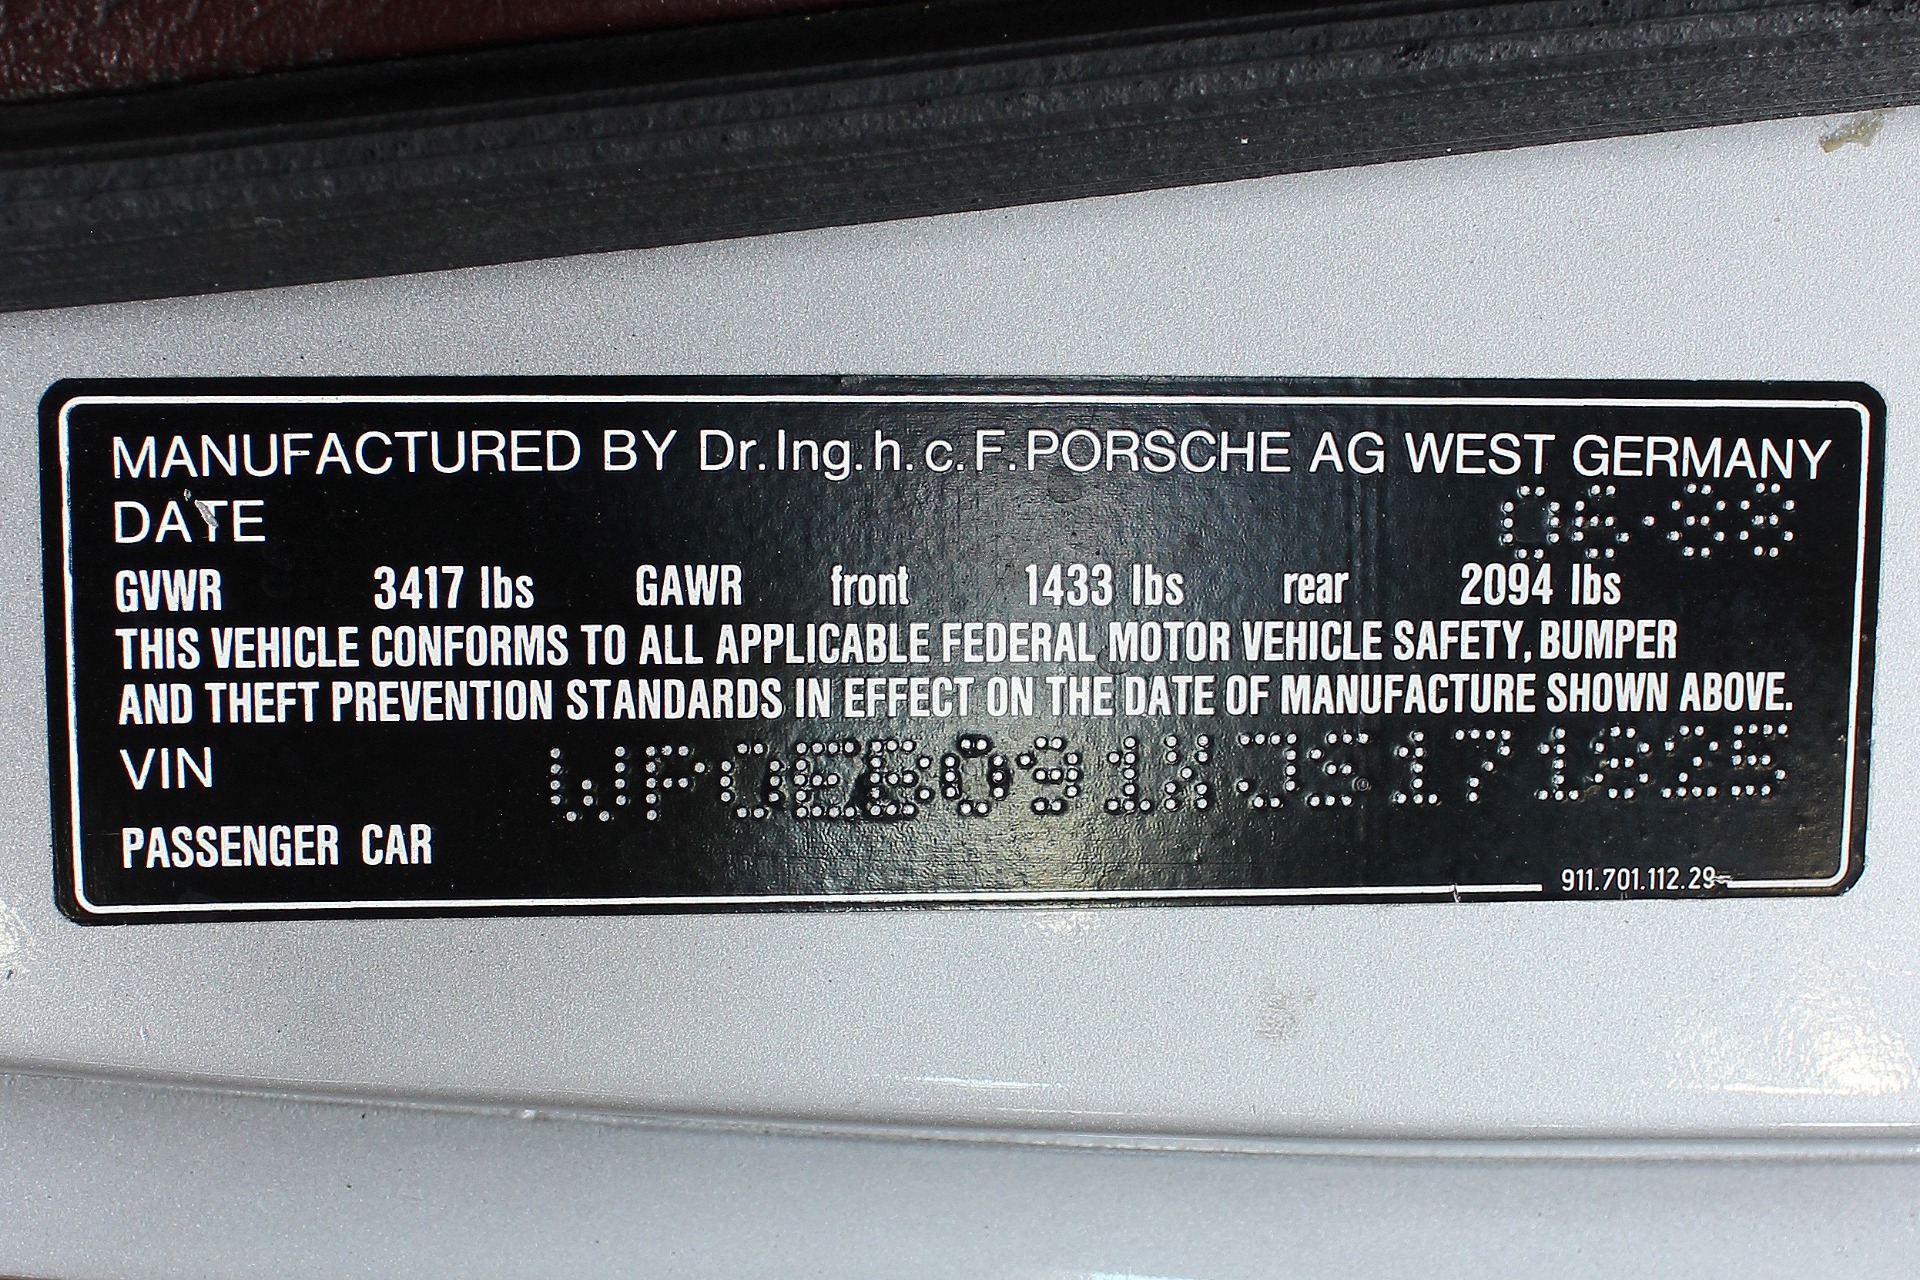 MANUFACTURED BY Dr.Ing.h.c.F.PORSCHE AG WEST GERMANY
DATE 06-88
GVWR 3417 lbs GAWR front 1433 lbs rear 2094 lbs
THIS VEHICLE CONFORMS TO ALL APPLICABLE FEDERAL MOTOR VEHICLE SAFETY, BUMPER
AND THEFT PREVENTION STANDARDS IN EFFECT ON THE DATE OF MANUFACTURE SHOWN ABOVE.
VIN WP0EB091XJS171825
PASSENGER CAR
911.701.112.29